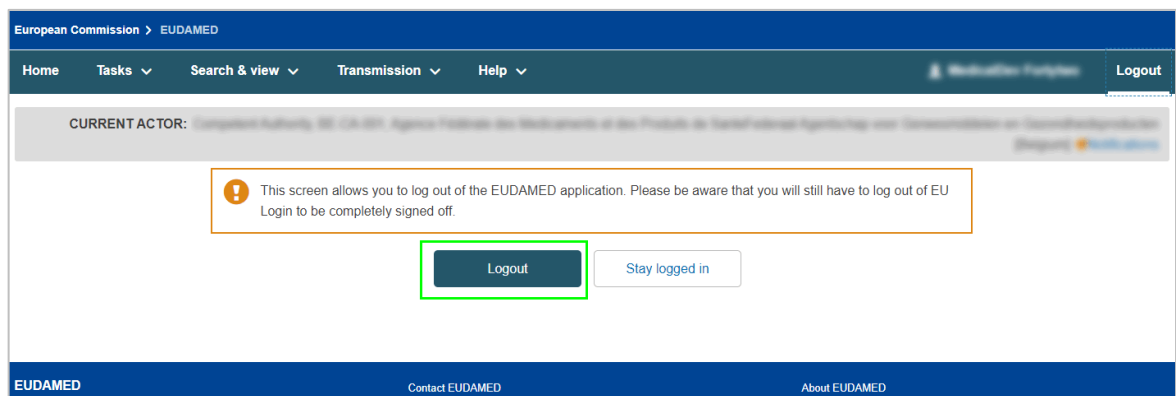 European Commission > EUDAMED
Home Tasks Search & view Transmission Help Logout
CURRENT ACTOR:
This screen allows you to log out of the EUDAMED application. Please be aware that you will still have to log out of EU
Login to be completely signed off.
Logout Stay logged in
EUDAMED Contact EUDAMED About EUDAMED